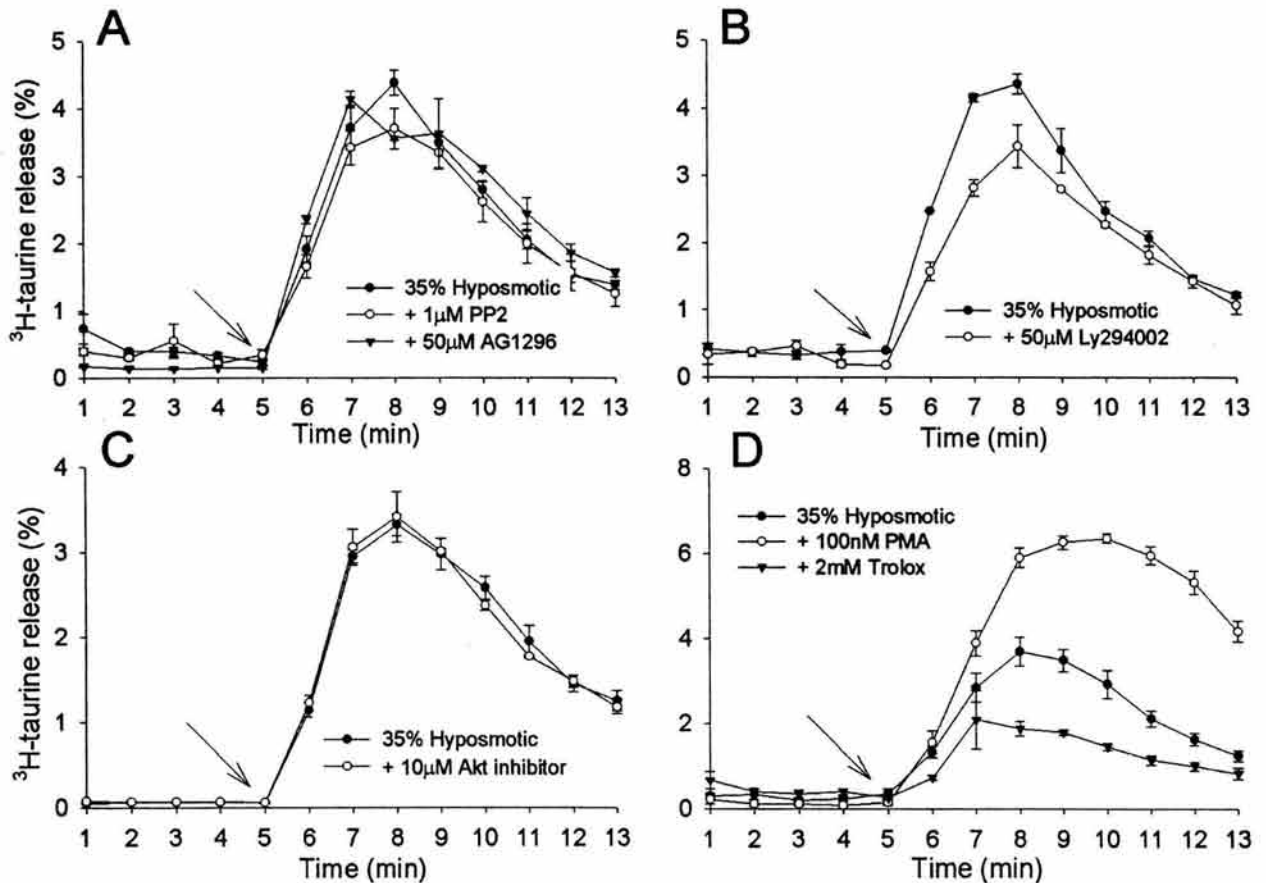 A
³H-taurine release (%)
5
4
3
2
1
0
35% Hyposmotic
+ 1µM PP2
+ 50µM AG1296
1 2 3 4 5 6 7 8 9 10 11 12 13
Time (min)
B
5
4
3
2
1
0
35% Hyposmotic
+ 50µM Ly294002
1 2 3 4 5 6 7 8 9 10 11 12 13
Time (min)
C
³H-taurine release (%)
4
3
2
1
0
35% Hyposmotic
+ 10µM Akt inhibitor
1 2 3 4 5 6 7 8 9 10 11 12 13
Time (min)
D
8
6
4
2
0
35% Hyposmotic
+ 100nM PMA
+ 2mM Trolox
1 2 3 4 5 6 7 8 9 10 11 12 13
Time (min)